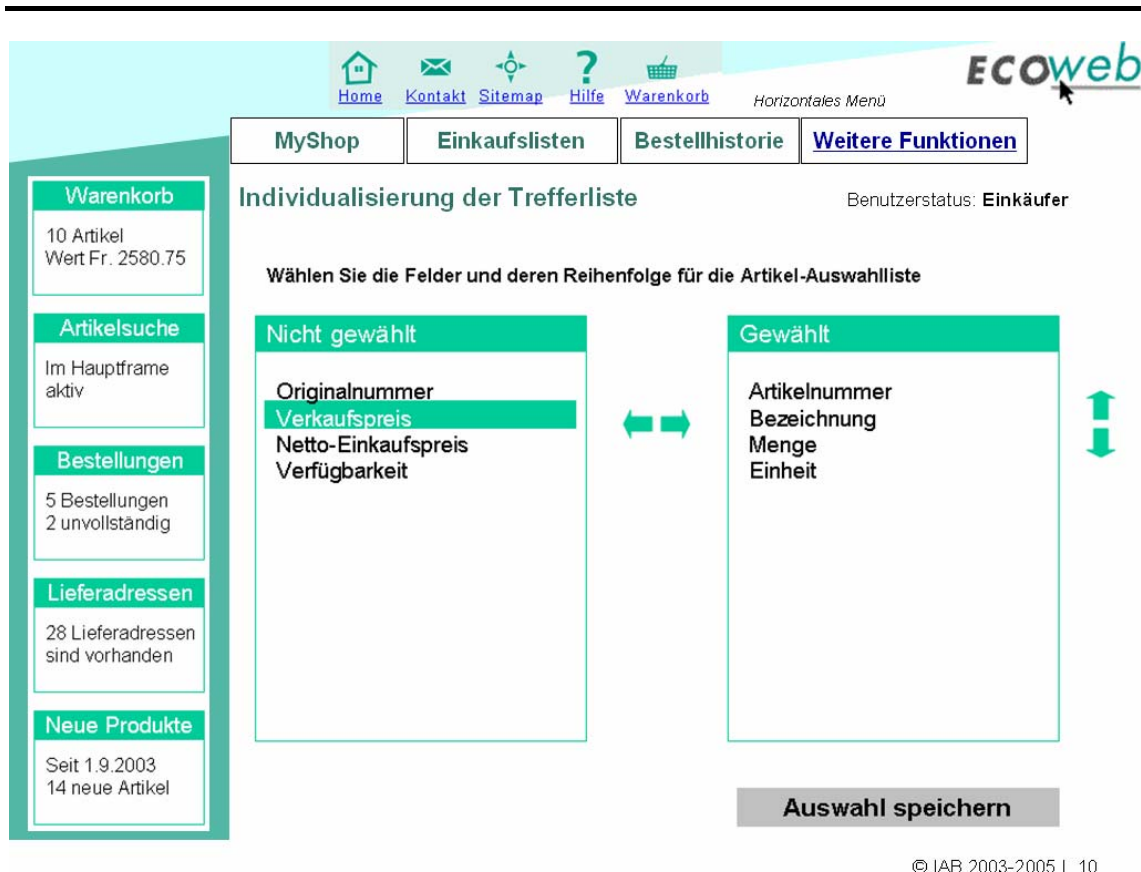 ECOweb
Home Kontakt Sitemap Hilfe Warenkorb Horizontales Menü
MyShop Einkaufslisten Bestellhistorie Weitere Funktionen
Individualisierung der Trefferliste Benutzerstatus: Einkäufer
Warenkorb
10 Artikel
Wert Fr. 2580.75
Artikelsuche
Im Hauptframe
aktiv
Bestellungen
5 Bestellungen
2 unvollständig
Lieferadressen
28 Lieferadressen
sind vorhanden
Neue Produkte
Seit 1.9.2003
14 neue Artikel
Wählen Sie die Felder und deren Reihenfolge für die Artikel-Auswahlliste
Nicht gewählt
Originalnummer
Verkaufspreis
Netto-Einkaufspreis
Verfügbarkeit
Gewählt
Artikelnummer
Bezeichnung
Menge
Einheit
Auswahl speichern
© IAB 2003-2005 | 10